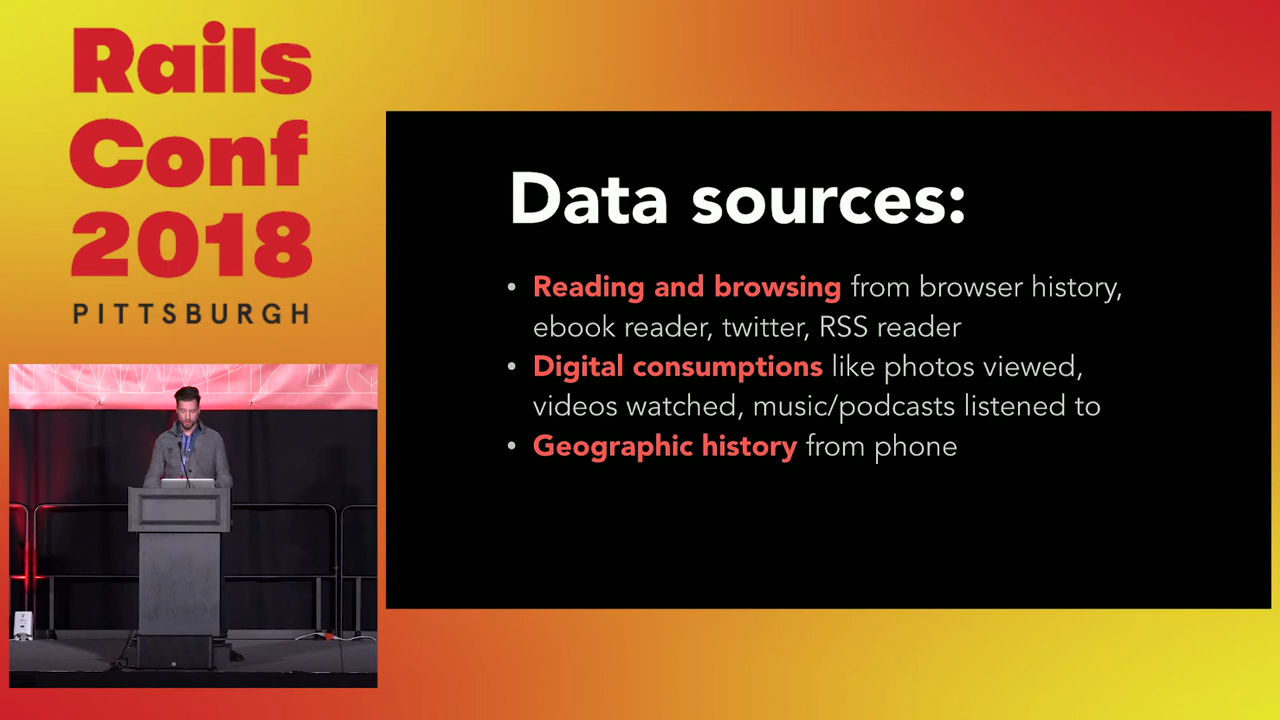 Rails
Conf
2018
PITTSBURGH
Data sources:
• Reading and browsing from browser history,
ebook reader, twitter, RSS reader
• Digital consumptions like photos viewed,
videos watched, music/podcasts listened to
• Geographic history from phone